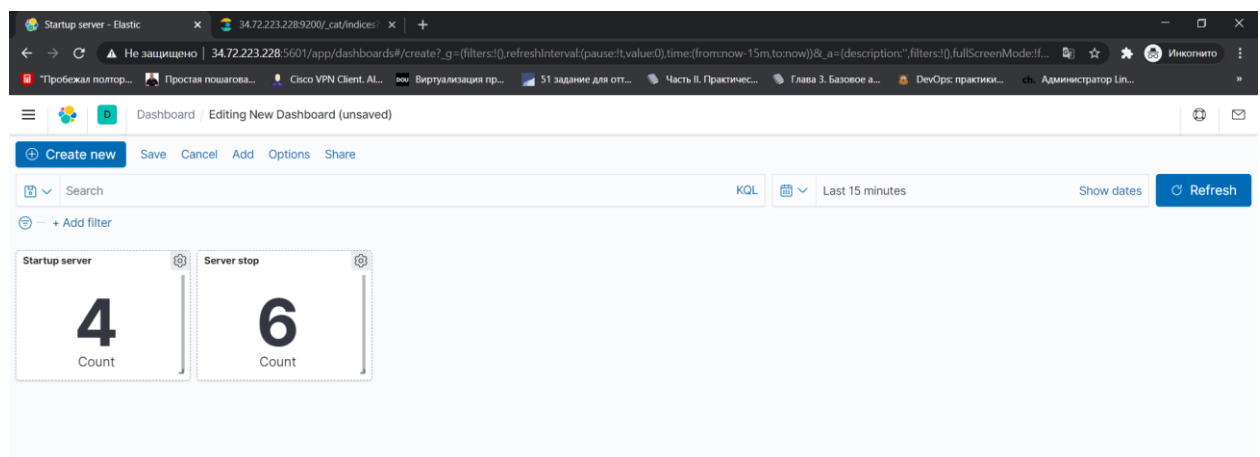 Startup server - Elastic 34.72.223.228:9200/_cat/indices?
Не защищено 34.72.223.228:5601/app/dashboards#/create?_g=(filters:!(),refreshInterval:(pause:!t,value:0),time:(from:now-15m,to:now))&_a=(description:'',filters:!(),fullScreenMode:!f... Инкогнито
"Пробежал полтор... Простая пошагова... Cisco VPN Client. Al... Виртуализация пр... 51 задание для отт... Часть II. Практичес... Глава 3. Базовое а... DevOps: практики... ch. Администратор Lin... »
D Dashboard / Editing New Dashboard (unsaved)
Create new Save Cancel Add Options Share
Search KQL Last 15 minutes Show dates Refresh
+ Add filter
Startup server Server stop
4 6
Count Count